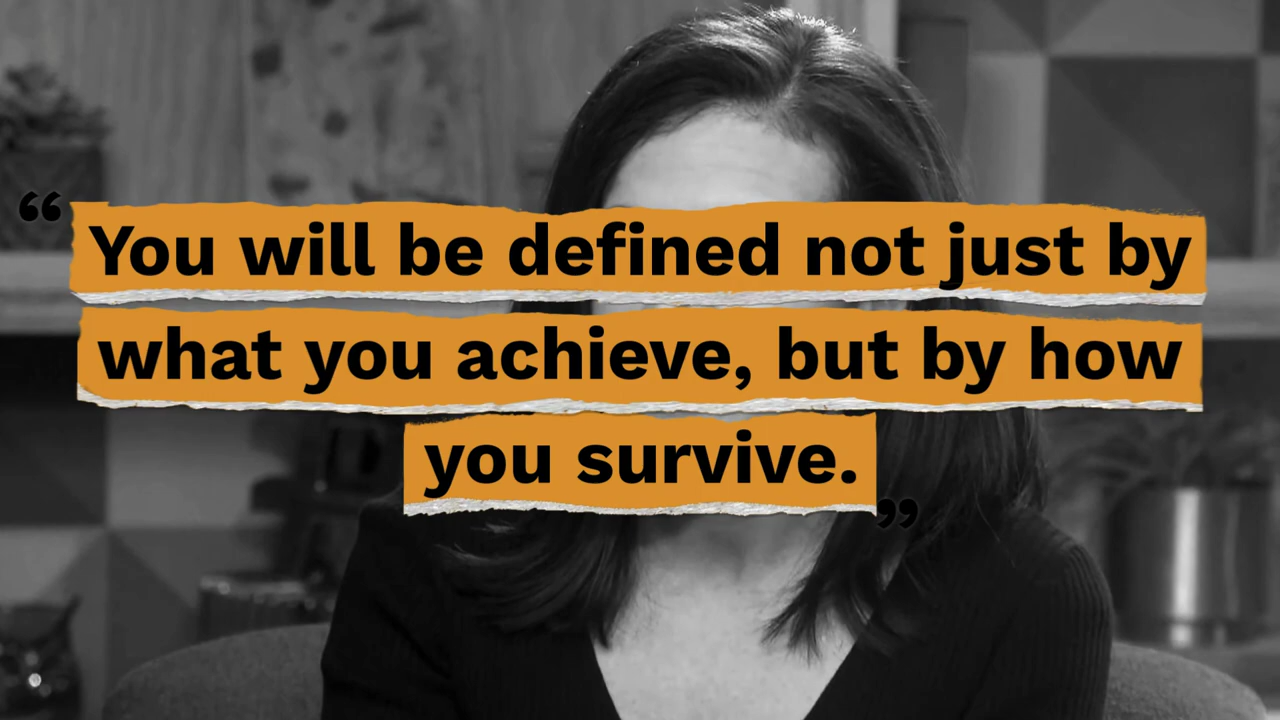 “You will be defined not just by
what you achieve, but by how
you survive.”